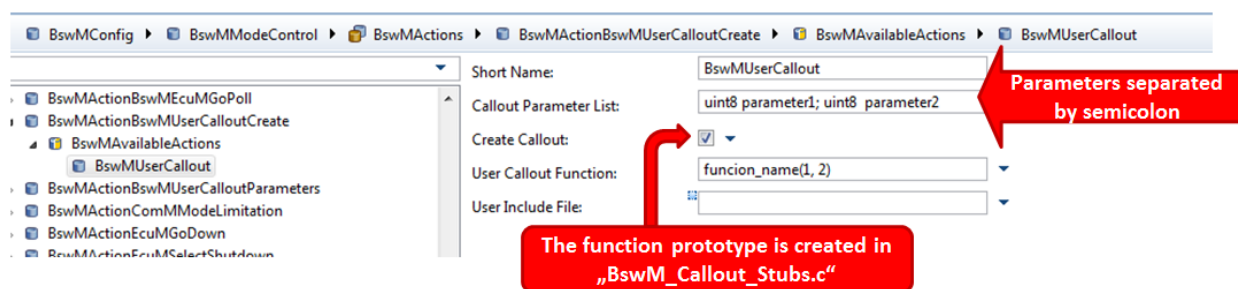 BswMConfig BswMModeControl BswMActions BswMActionBswMUserCalloutCreate BswMAvailableActions BswMUserCallout
BswMActionBswMEcuMGoPoll
BswMActionBswMUserCalloutCreate
BswMAvailableActions
BswMUserCallout
BswMActionBswMUserCalloutParameters
BswMActionComMModeLimitation
BswMActionEcuMGoDown
BswMActionEcuMSelectShutdown
Short Name: BswMUserCallout
Callout Parameter List: uint8 parameter1; uint8 parameter2
Create Callout:
User Callout Function: funcion_name(1, 2)
User Include File:
Parameters separated
by semicolon
The function prototype is created in
„BswM_Callout_Stubs.c“